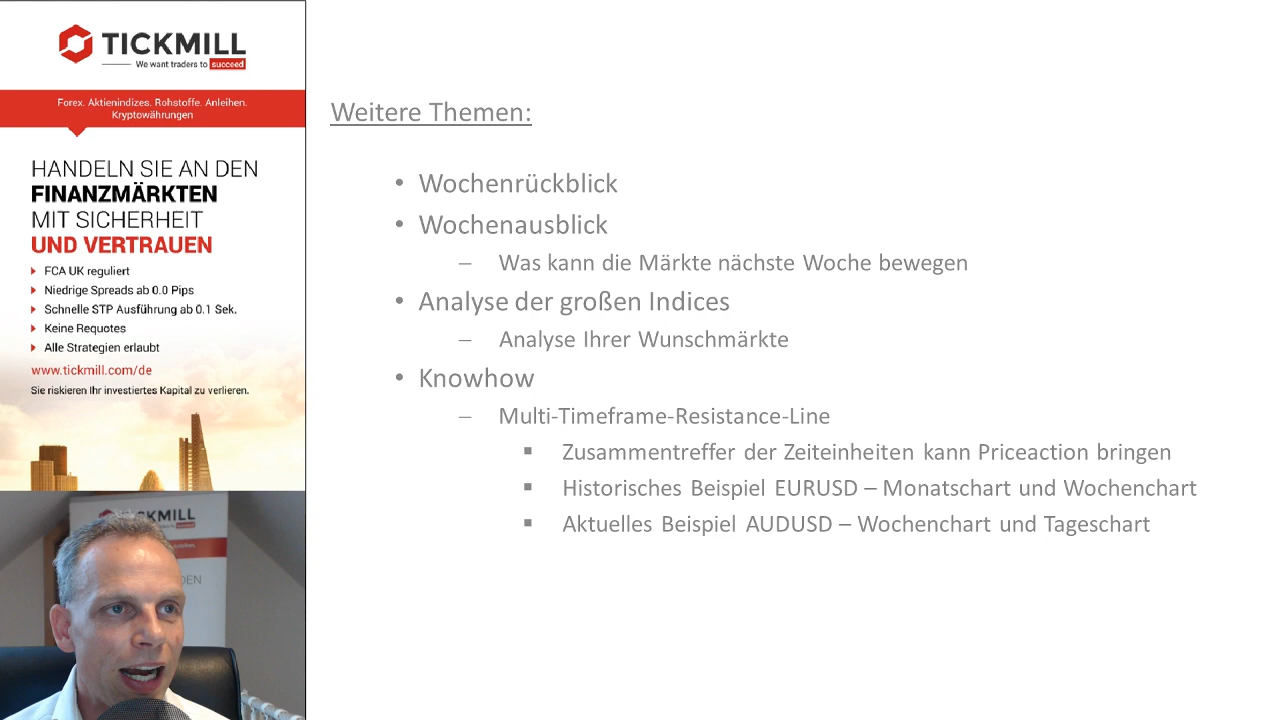 TICKMILL
We want traders to succeed
Forex. Aktienindizes. Rohstoffe. Anleihen.
Kryptowährungen
HANDELN SIE AN DEN
FINANZMÄRKTEN
MIT SICHERHEIT
UND VERTRAUEN
FCA UK reguliert
Niedrige Spreads ab 0.0 Pips
Schnelle STP Ausführung ab 0.1 Sek.
Keine Requotes
Alle Strategien erlaubt
www.tickmill.com/de
Sie riskieren Ihr investiertes Kapital zu verlieren.
Weitere Themen:
• Wochenrückblick
• Wochenausblick
– Was kann die Märkte nächste Woche bewegen
• Analyse der großen Indices
– Analyse Ihrer Wunschmärkte
• Knowhow
– Multi-Timeframe-Resistance-Line
▪ Zusammentreffer der Zeiteinheiten kann Priceaction bringen
▪ Historisches Beispiel EURUSD – Monatschart und Wochenchart
▪ Aktuelles Beispiel AUDUSD – Wochenchart und Tageschart